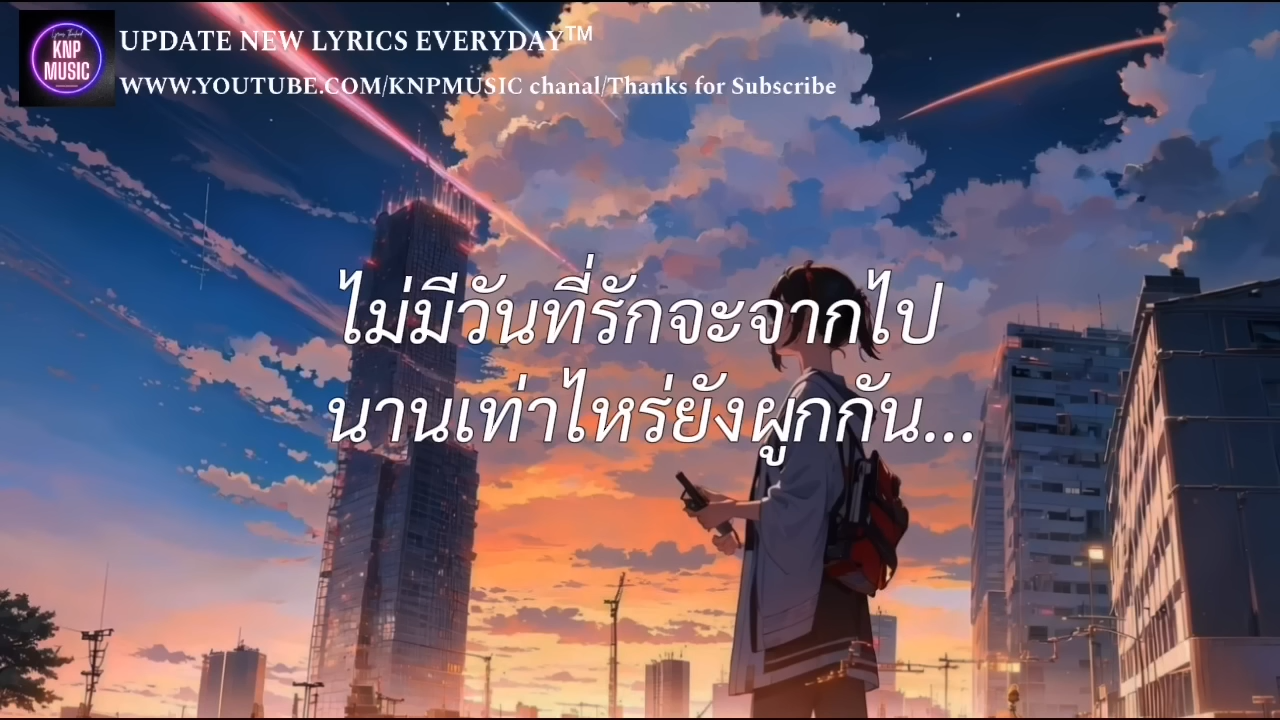 KNP
MUSIC
UPDATE NEW LYRICS EVERYDAY™
WWW.YOUTUBE.COM/KNPMUSIC chanal/Thanks for Subscribe
ไม่มีวันที่รักจะจากไป
นานเท่าไหร่ยังผูกกัน...